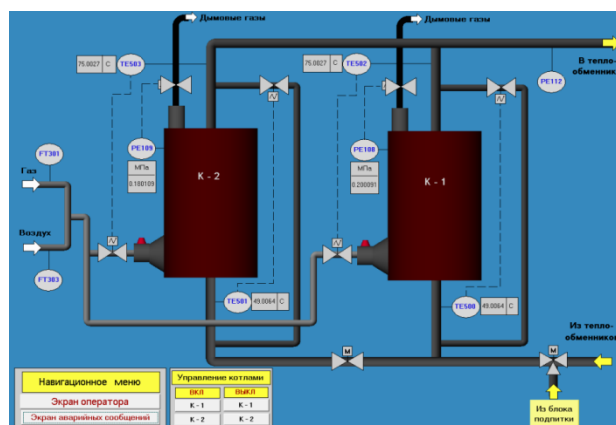 Дымовые газы
Дымовые газы
75.0027 C
TE503
75.0027 C
TE502
В тепло-
обменник
PE112
FT301
PE109
МПа
0.180109
К - 2
PE108
МПа
0.200091
К - 1
Газ
Воздух
FT303
TE501
49.0064 C
TE500
49.0064 C
Из тепло-
обменников
M
M
Навигационное меню
Экран оператора
Экран аварийных сообщений
Управление котлами
ВКЛ ВЫКЛ
К - 1 К - 1
К - 2 К - 2
Из блока
подпитки